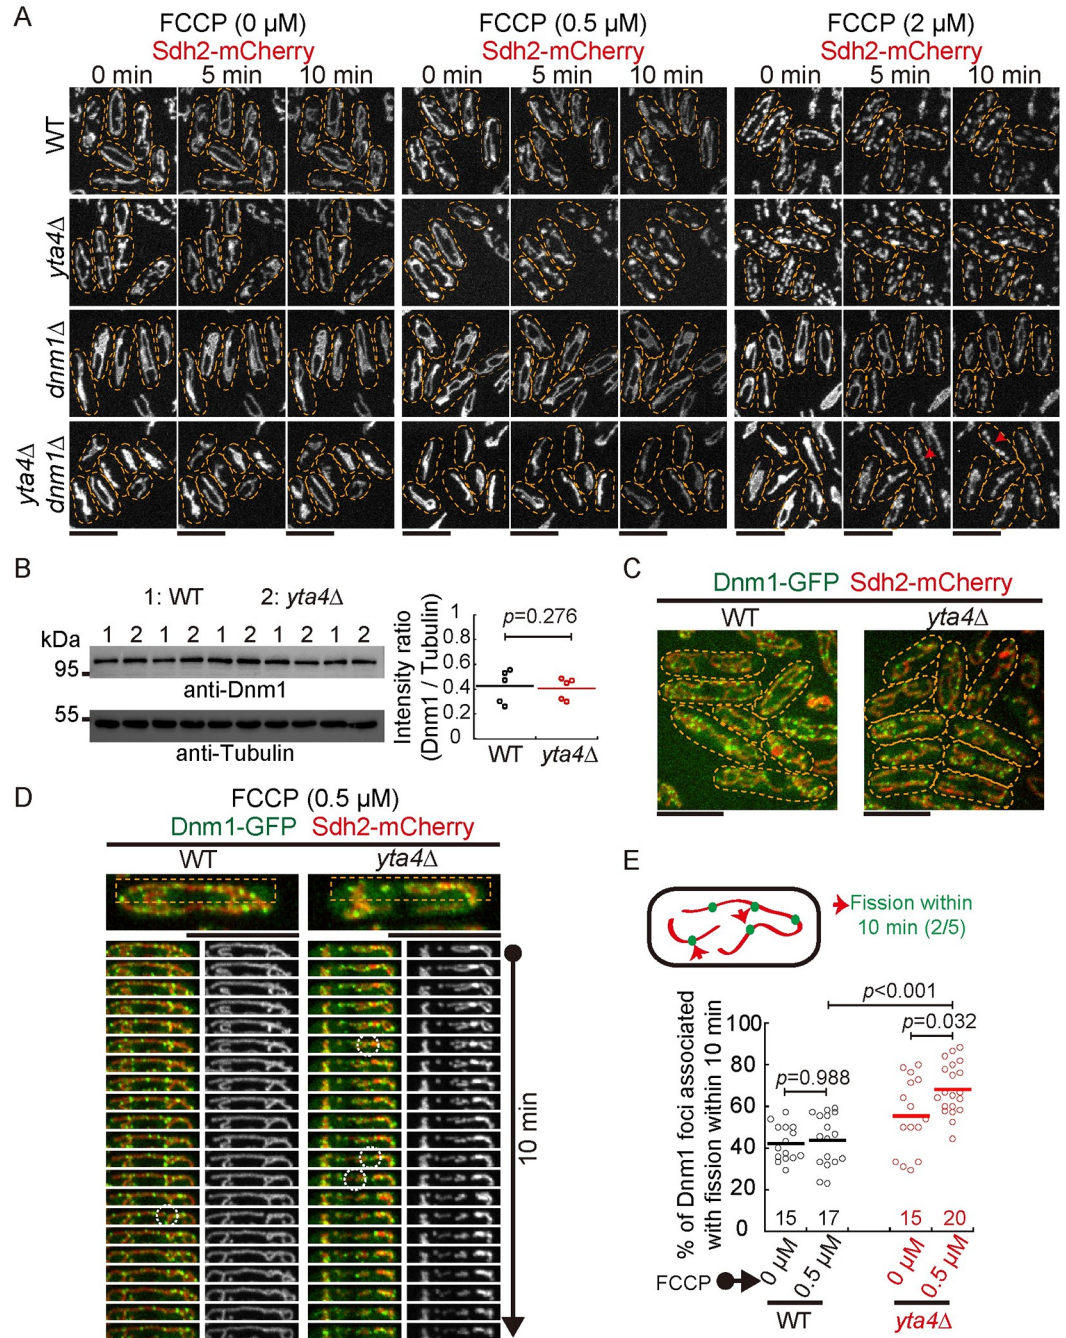 A
FCCP (0 µM)
Sdh2-mCherry
0 min 5 min 10 min
FCCP (0.5 µM)
Sdh2-mCherry
0 min 5 min 10 min
FCCP (2 µM)
Sdh2-mCherry
0 min 5 min 10 min
WT
yta4Δ
dnm1Δ
yta4Δ
dnm1Δ
B
1: WT 2: yta4Δ
kDa
1 2 1 2 1 2 1 2 1 2
95
anti-Dnm1
55
anti-Tubulin
Intensity ratio
(Dnm1 / Tubulin)
1
0.8
0.6
0.4
0.2
0
p=0.276
WT yta4Δ
C
Dnm1-GFP Sdh2-mCherry
WT yta4Δ
D
FCCP (0.5 µM)
Dnm1-GFP Sdh2-mCherry
WT yta4Δ
10 min
E
Fission within
10 min (2/5)
% of Dnm1 foci associated
with fission within 10 min
100
80
60
40
20
0
p<0.001
p=0.032
p=0.988
15 17 15 20
FCCP
0 µM 0.5 µM 0 µM 0.5 µM
WT yta4Δ